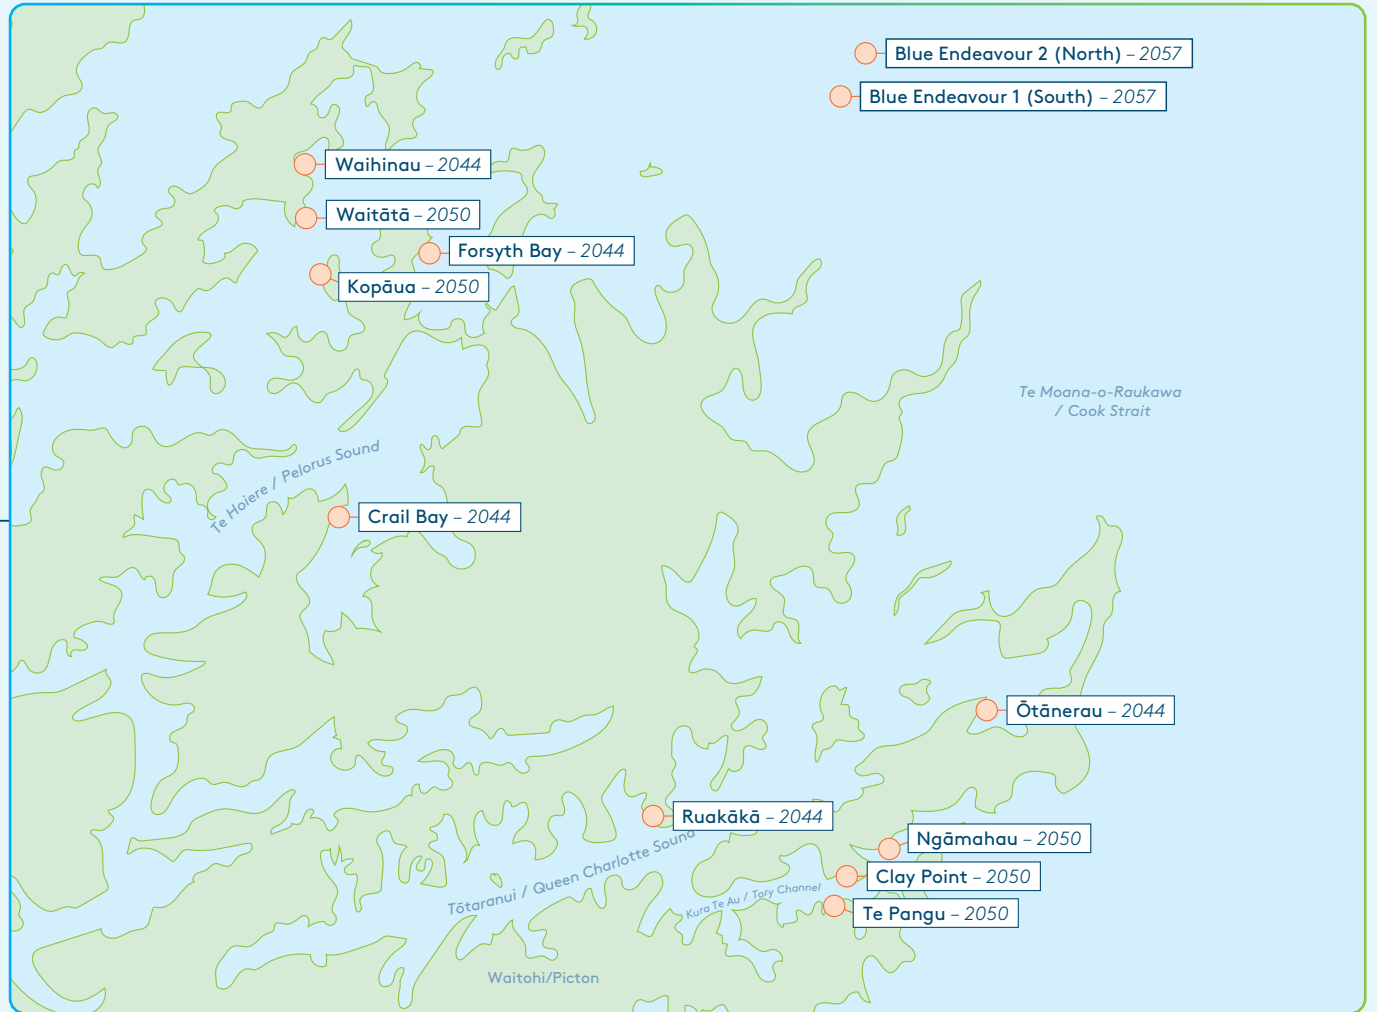 Blue Endeavour 2 (North) – 2057
Blue Endeavour 1 (South) – 2057
Waihinau – 2044
Waitātā – 2050
Forsyth Bay – 2044
Kopāua – 2050
Te Moana-o-Raukawa
/ Cook Strait
Te Hoiere / Pelorus Sound
Crail Bay – 2044
Ōtānerau – 2044
Ruakākā – 2044
Ngāmahau – 2050
Tōtaranui / Queen Charlotte Sound
Clay Point – 2050
Kura Te Au / Tory Channel
Te Pangu – 2050
Waitohi/Picton